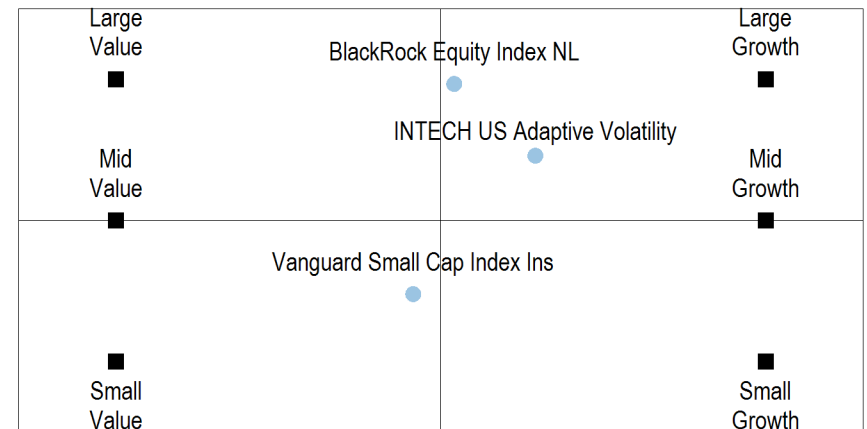 Large
Value
Large
Growth
BlackRock Equity Index NL
INTECH US Adaptive Volatility
Mid
Value
Mid
Growth
Vanguard Small Cap Index Ins
Small
Value
Small
Growth